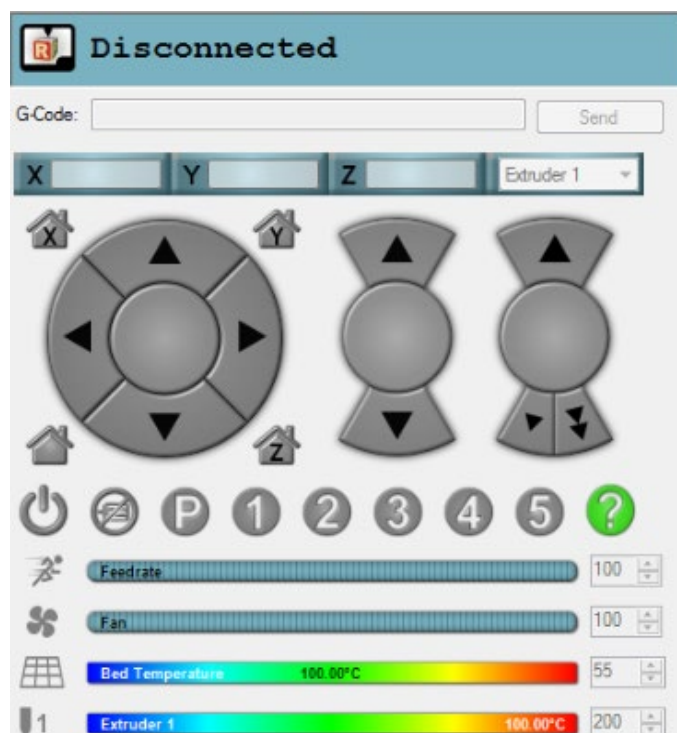 R Disconnected
G-Code: Send
X Y Z Extruder 1
X Y
Z
P 1 2 3 4 5 ?
Feedrate 100
Fan 100
Bed Temperature 100.00°C 55
1 Extruder 1 100.00°C 200